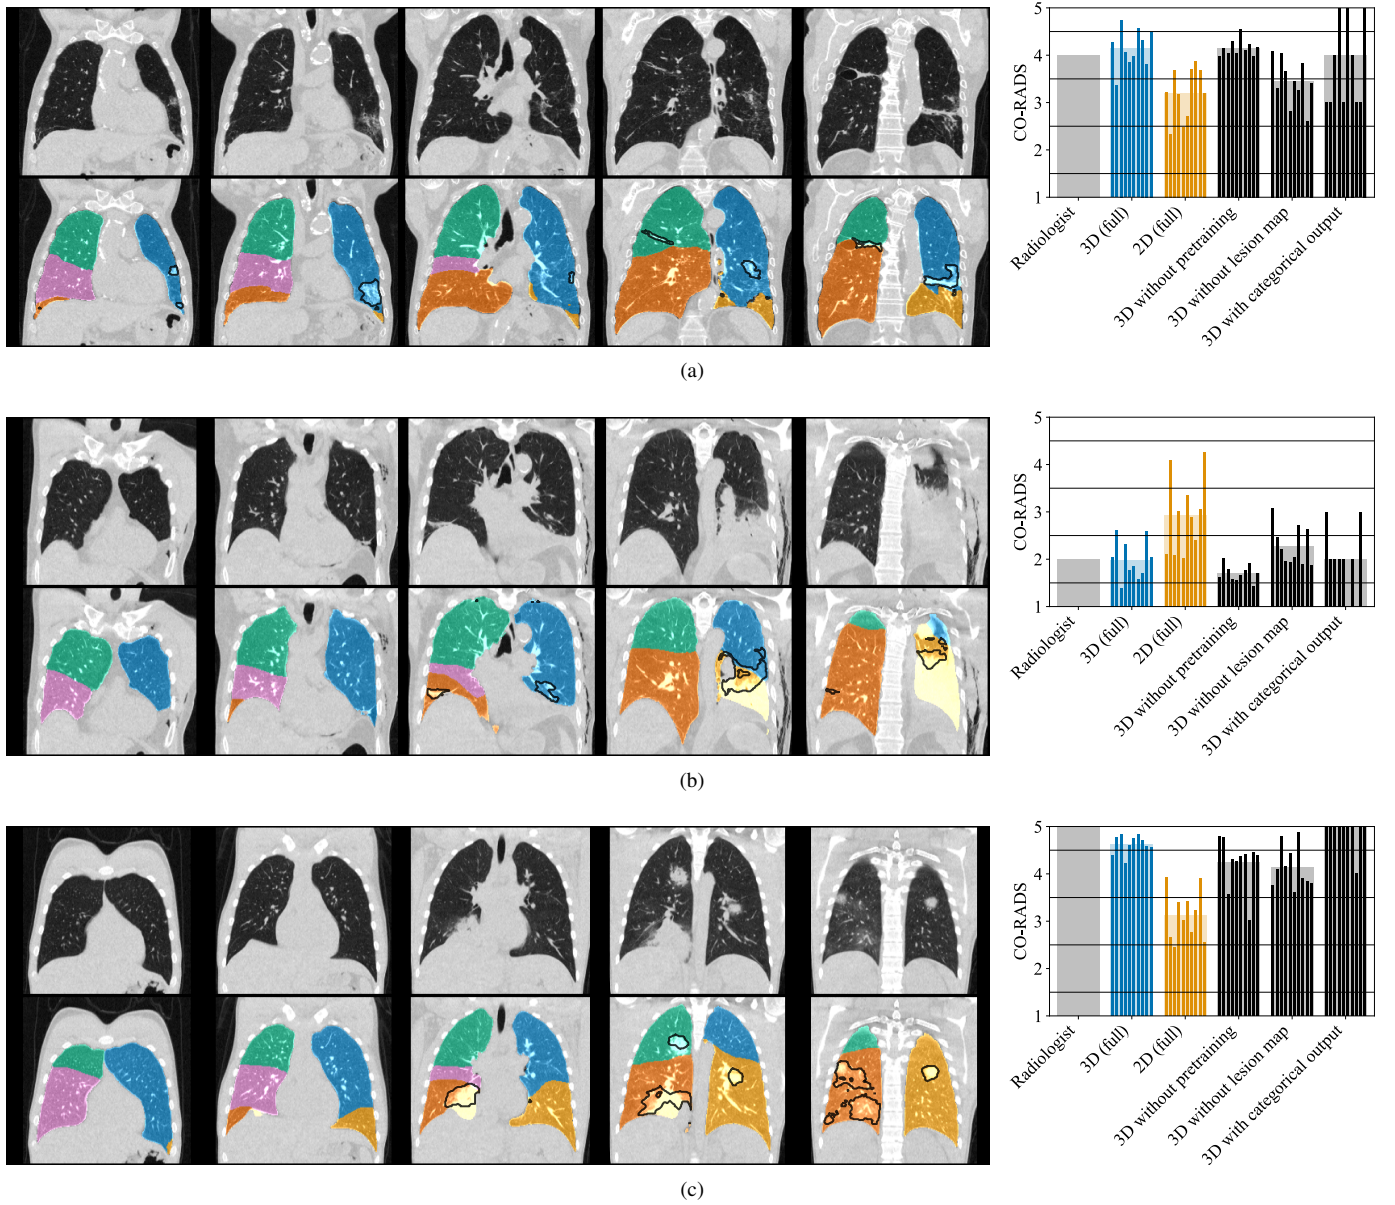 5
4
3
2
1
CO-RADS
Radiologist
3D (full)
2D (full)
3D without pretraining
3D without lesion map
3D with categorical output
(a)
5
4
3
2
1
CO-RADS
Radiologist
3D (full)
2D (full)
3D without pretraining
3D without lesion map
3D with categorical output
(b)
5
4
3
2
1
CO-RADS
Radiologist
3D (full)
2D (full)
3D without pretraining
3D without lesion map
3D with categorical output
(c)